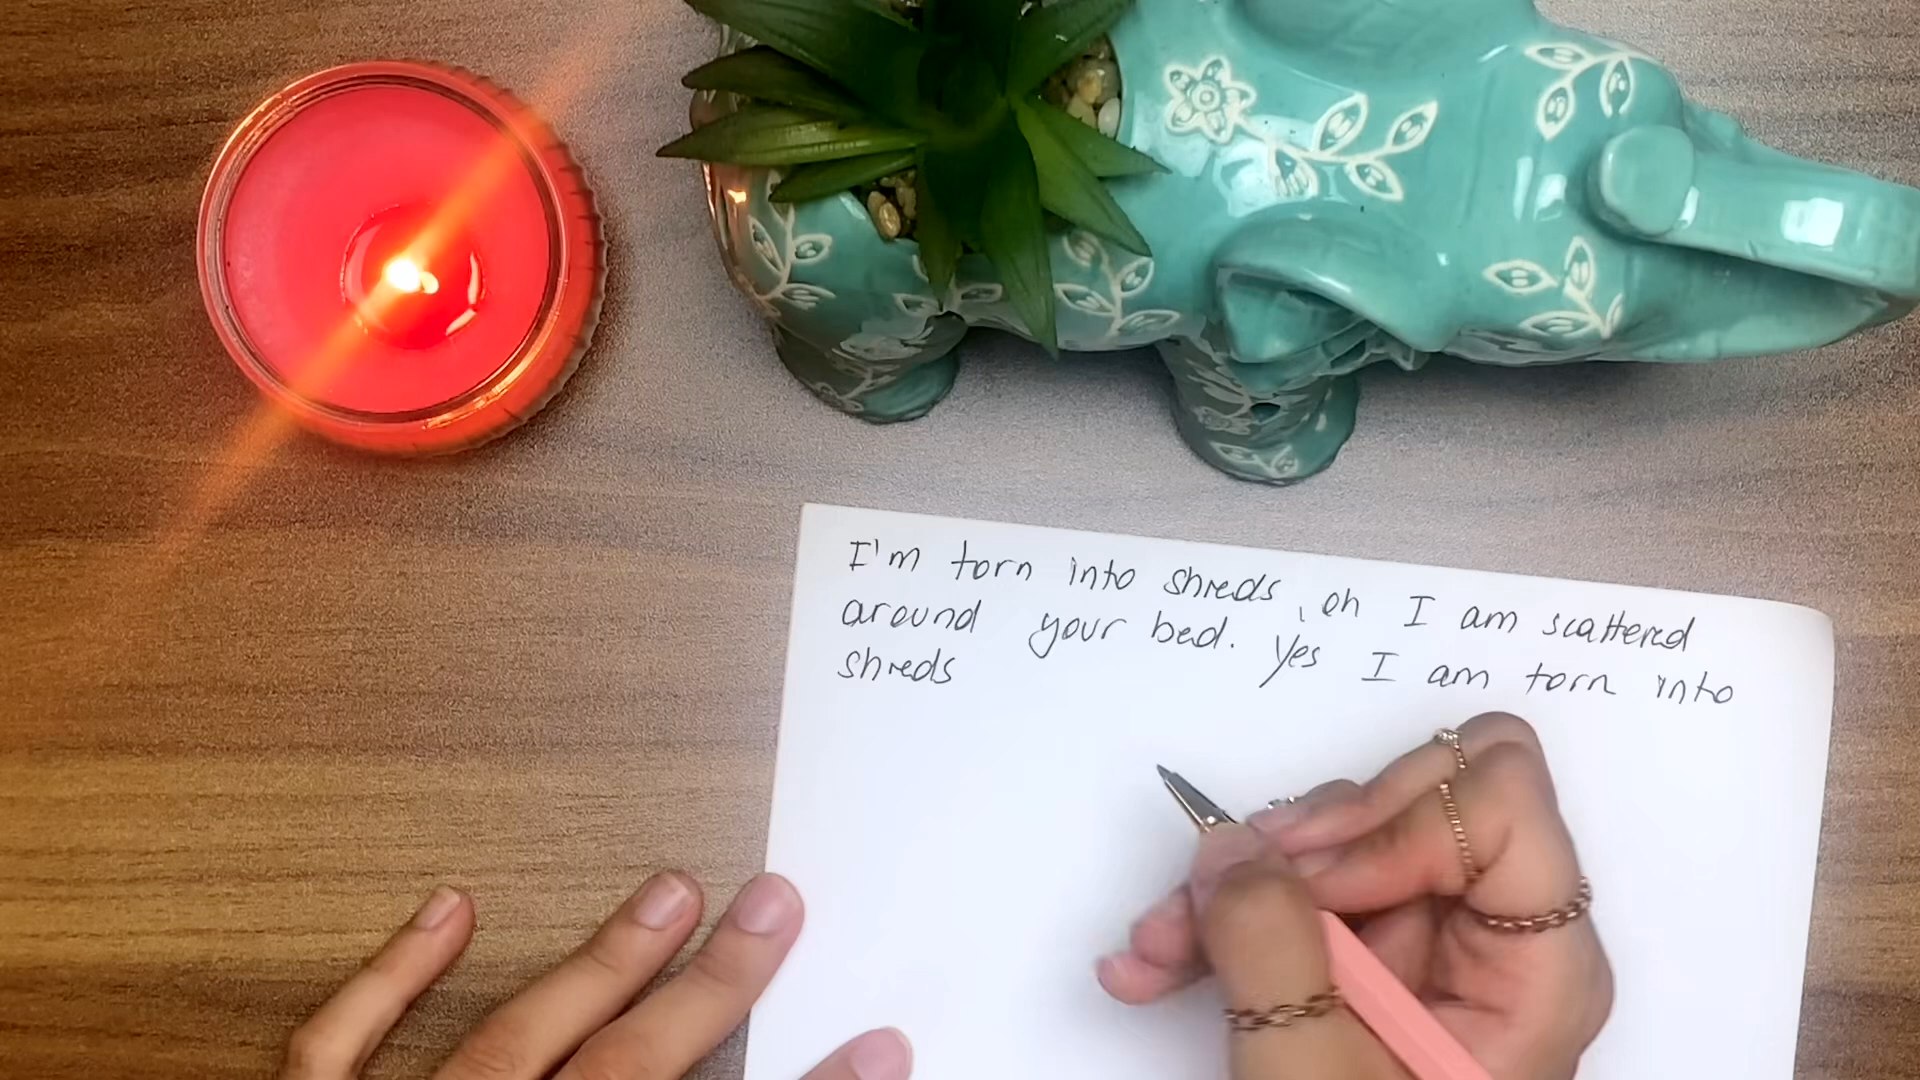 I'm torn into shreds, oh I am scattered
around your bed. Yes I am torn into
shreds